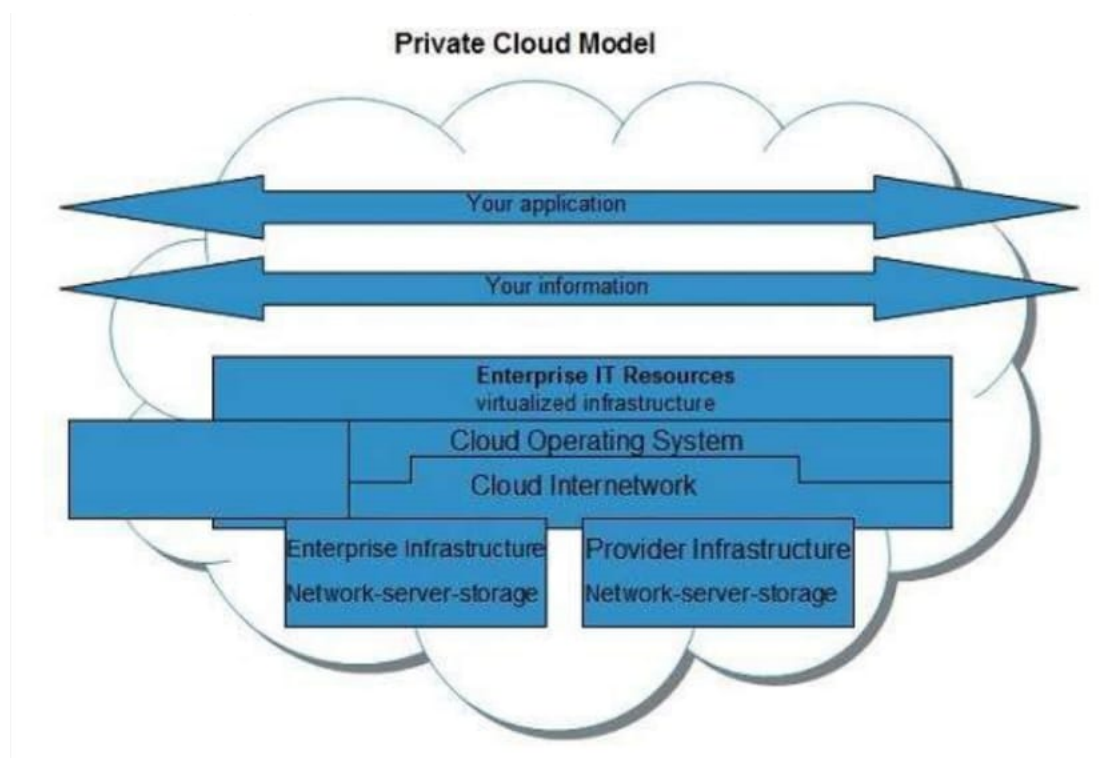 Private Cloud Model
Your application
Your information
Enterprise IT Resources
virtualized infrastructure
Cloud Operating System
Cloud Internetwork
Enterprise Infrastructure
Network-server-storage
Provider Infrastructure
Network-server-storage